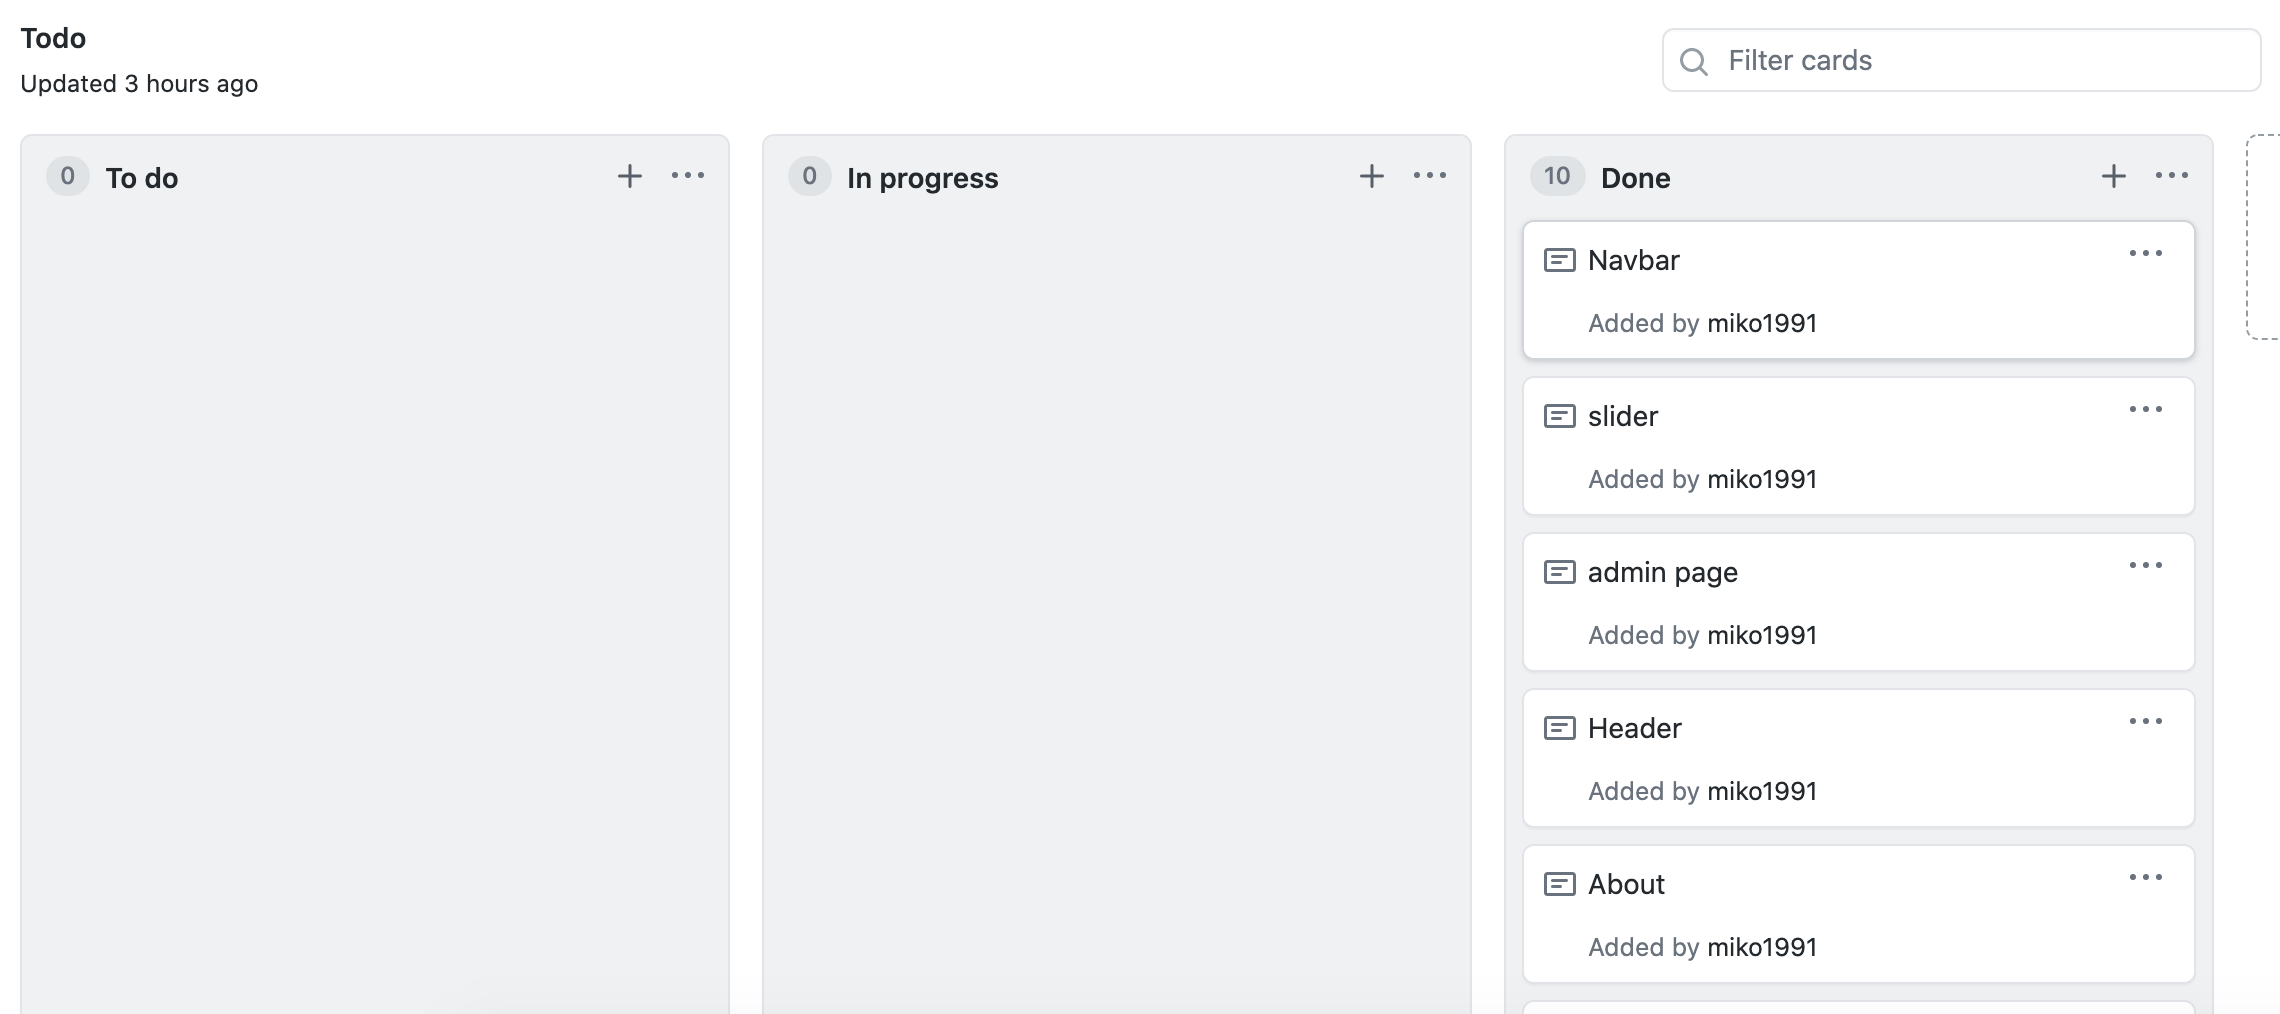 Todo
Updated 3 hours ago
Filter cards
0 To do
0 In progress
10 Done
Navbar
Added by miko1991
slider
Added by miko1991
admin page
Added by miko1991
Header
Added by miko1991
About
Added by miko1991